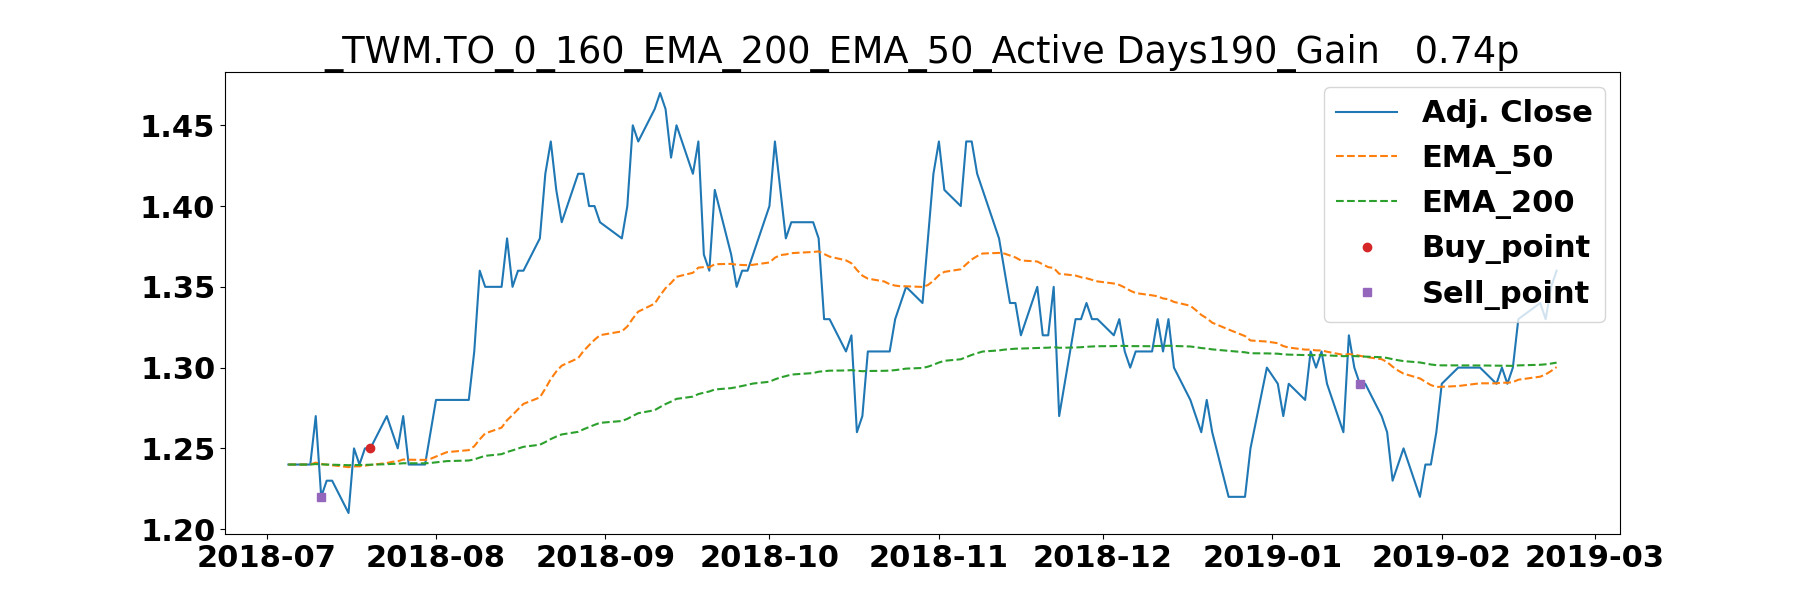 _TWM.TO_0_160_EMA_200_EMA_50_Active Days190_Gain   0.74p
1.45
1.40
1.35
1.30
1.25
1.20
Adj. Close
EMA_50
EMA_200
Buy_point
Sell_point
2018-07 2018-08 2018-09 2018-10 2018-11 2018-12 2019-01 2019-02 2019-03